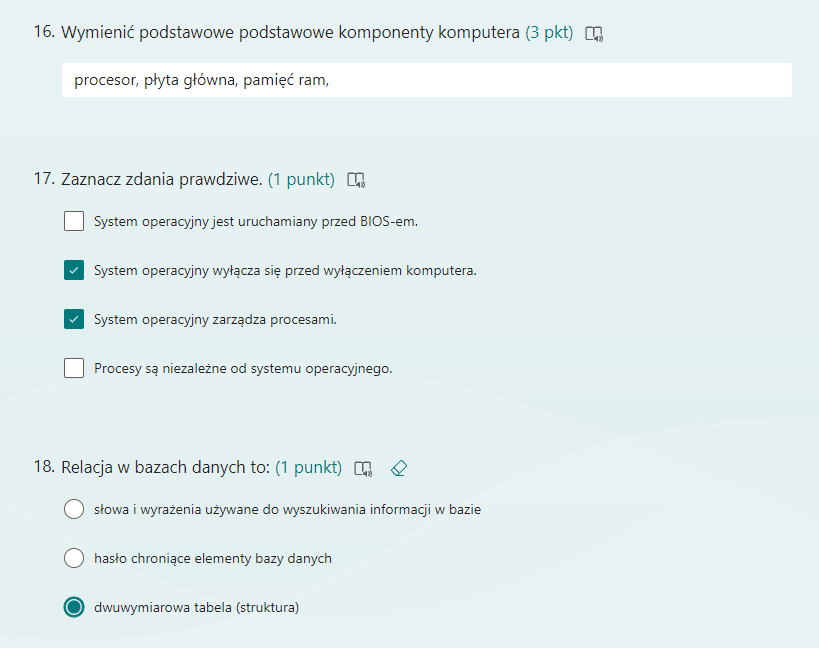 16. Wymienić podstawowe podstawowe komponenty komputera (3 pkt)
procesor, płyta główna, pamięć ram,
17. Zaznacz zdania prawdziwe. (1 punkt)
System operacyjny jest uruchamiany przed BIOS-em.
System operacyjny wyłącza się przed wyłączeniem komputera.
System operacyjny zarządza procesami.
Procesy są niezależne od systemu operacyjnego.
18. Relacja w bazach danych to: (1 punkt)
słowa i wyrażenia używane do wyszukiwania informacji w bazie
hasło chroniące elementy bazy danych
dwuwymiarowa tabela (struktura)